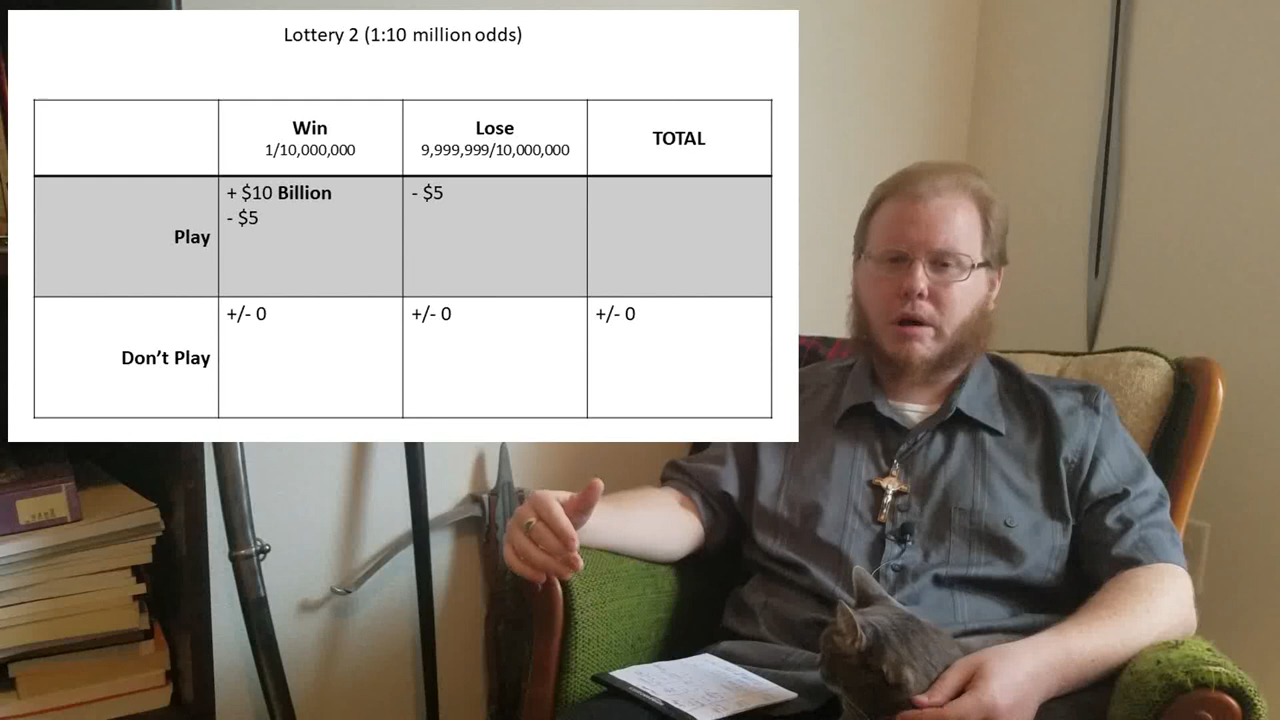 Lottery 2 (1:10 million odds)
Win
1/10,000,000
Lose
9,999,999/10,000,000
TOTAL
Play
+ $10 Billion
- $5
- $5
Don't Play
+/- 0
+/- 0
+/- 0